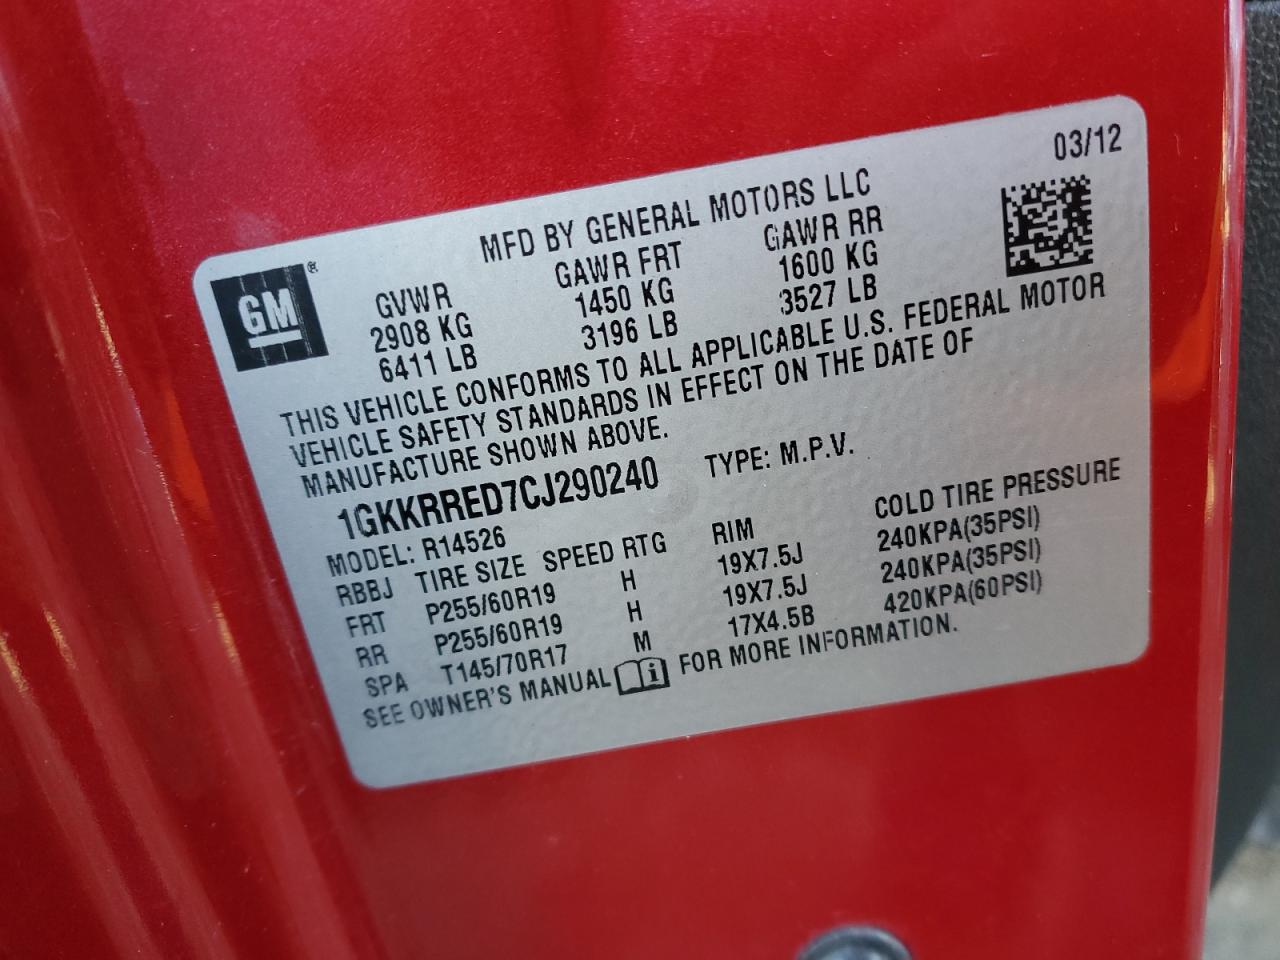 03/12
MFD BY GENERAL MOTORS LLC
GM®
GVWR GAWR FRT GAWR RR
2908 KG 1450 KG 1600 KG
6411 LB 3196 LB 3527 LB
THIS VEHICLE CONFORMS TO ALL APPLICABLE U.S. FEDERAL MOTOR
VEHICLE SAFETY STANDARDS IN EFFECT ON THE DATE OF
MANUFACTURE SHOWN ABOVE.
1GKKRRED7CJ290240 TYPE: M.P.V.
MODEL: R14526
RBBJ TIRE SIZE SPEED RTG RIM COLD TIRE PRESSURE
FRT P255/60R19 H 19X7.5J 240KPA(35PSI)
RR P255/60R19 H 19X7.5J 240KPA(35PSI)
SPA T145/70R17 M 17X4.5B 420KPA(60PSI)
SEE OWNER'S MANUAL i FOR MORE INFORMATION.